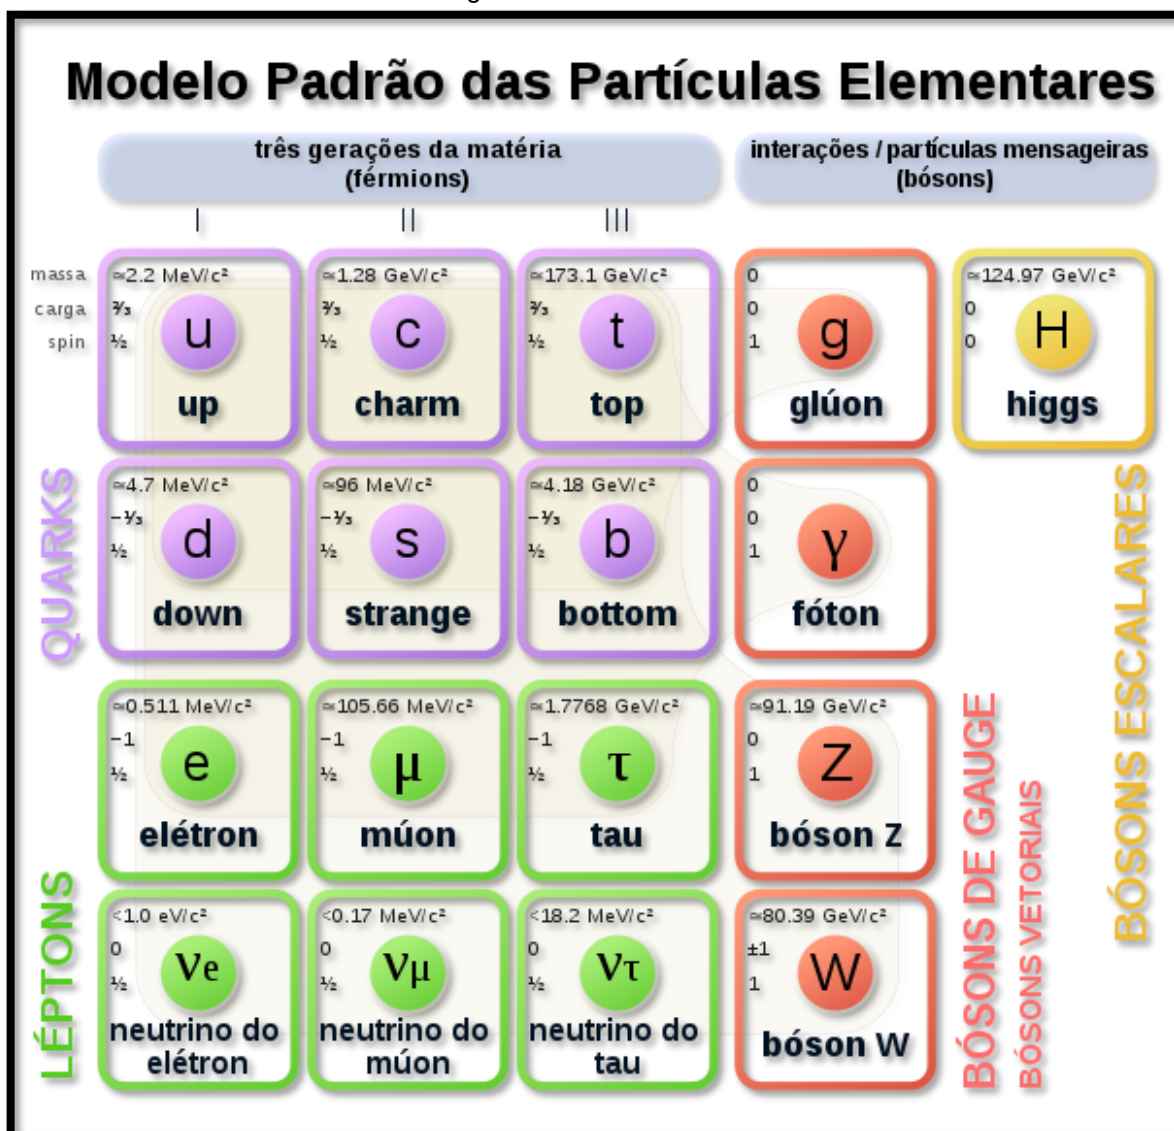 Modelo Padrão das Partículas Elementares
três gerações da matéria
(férmions)
interações / partículas mensageiras
(bósons)
I
II
III
massa
carga
spin
≃2.2 MeV/c²
⅔
½
u
up
≃1.28 GeV/c²
⅔
½
c
charm
≃173.1 GeV/c²
⅔
½
t
top
0
0
1
g
glúon
≃124.97 GeV/c²
0
0
H
higgs
QUARKS
≃4.7 MeV/c²
−⅓
½
d
down
≃96 MeV/c²
−⅓
½
s
strange
≃4.18 GeV/c²
−⅓
½
b
bottom
0
0
1
γ
fóton
BÓSONS ESCALARES
≃0.511 MeV/c²
−1
½
e
elétron
≃105.66 MeV/c²
−1
½
μ
múon
≃1.7768 GeV/c²
−1
½
τ
tau
≃91.19 GeV/c²
0
1
Z
bóson Z
LÉPTONS
<1.0 eV/c²
0
½
νe
neutrino do
elétron
<0.17 MeV/c²
0
½
νμ
neutrino do
múon
<18.2 MeV/c²
0
½
ντ
neutrino do
tau
≃80.39 GeV/c²
±1
1
W
bóson W
BÓSONS DE GAUGE
BÓSONS VETORIAIS